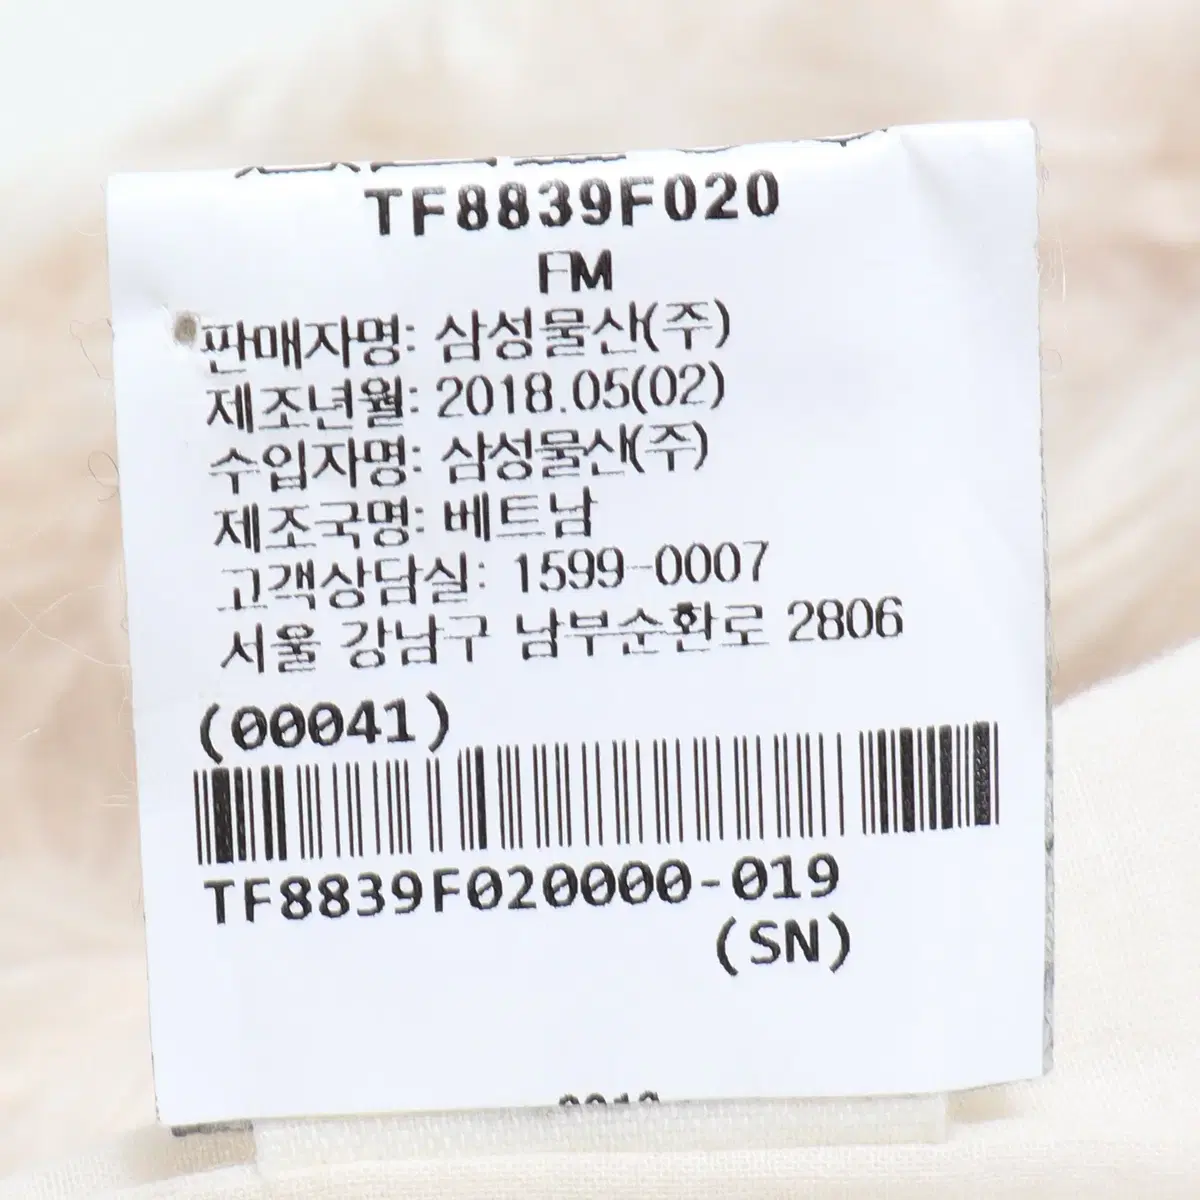 TF8839F020
FM
판매자명: 삼성물산(주)
제조년월: 2018.05(02)
수입자명: 삼성물산(주)
제조국명: 베트남
고객상담실: 1599-0007
서울 강남구 남부순환로 2806
(00041)
TF8839F020000-019
(SN)